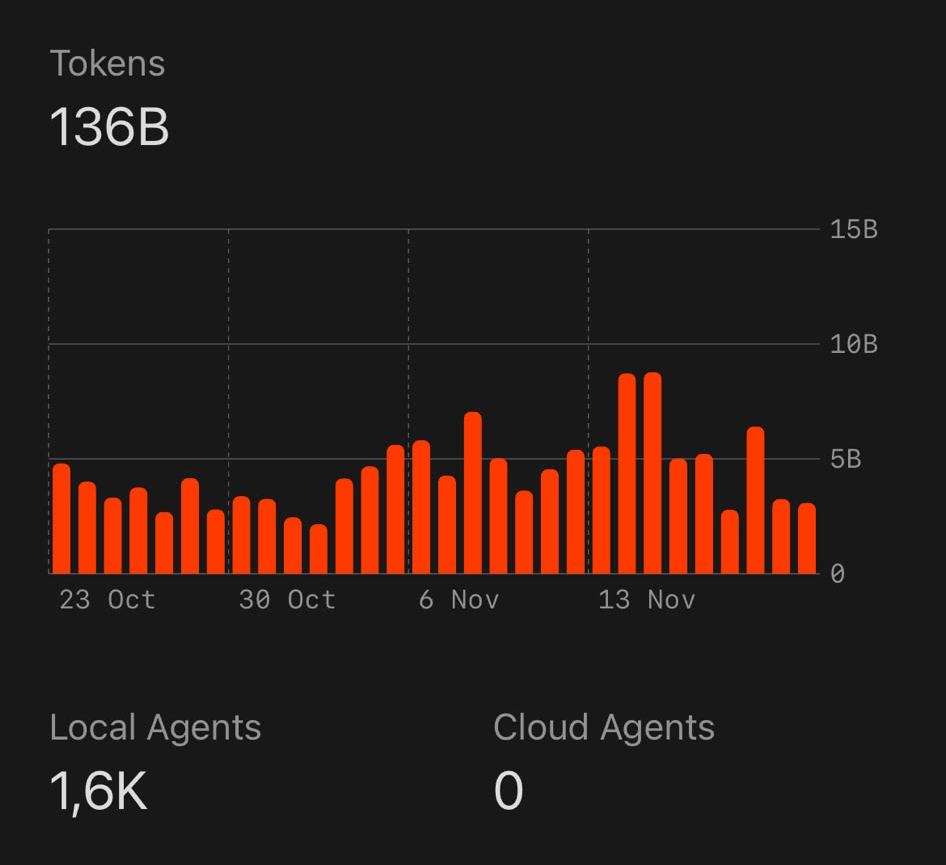 Tokens
136B
15B
10B
5B
0
23 Oct
30 Oct
6 Nov
13 Nov
Local Agents
Cloud Agents
1,6K
0